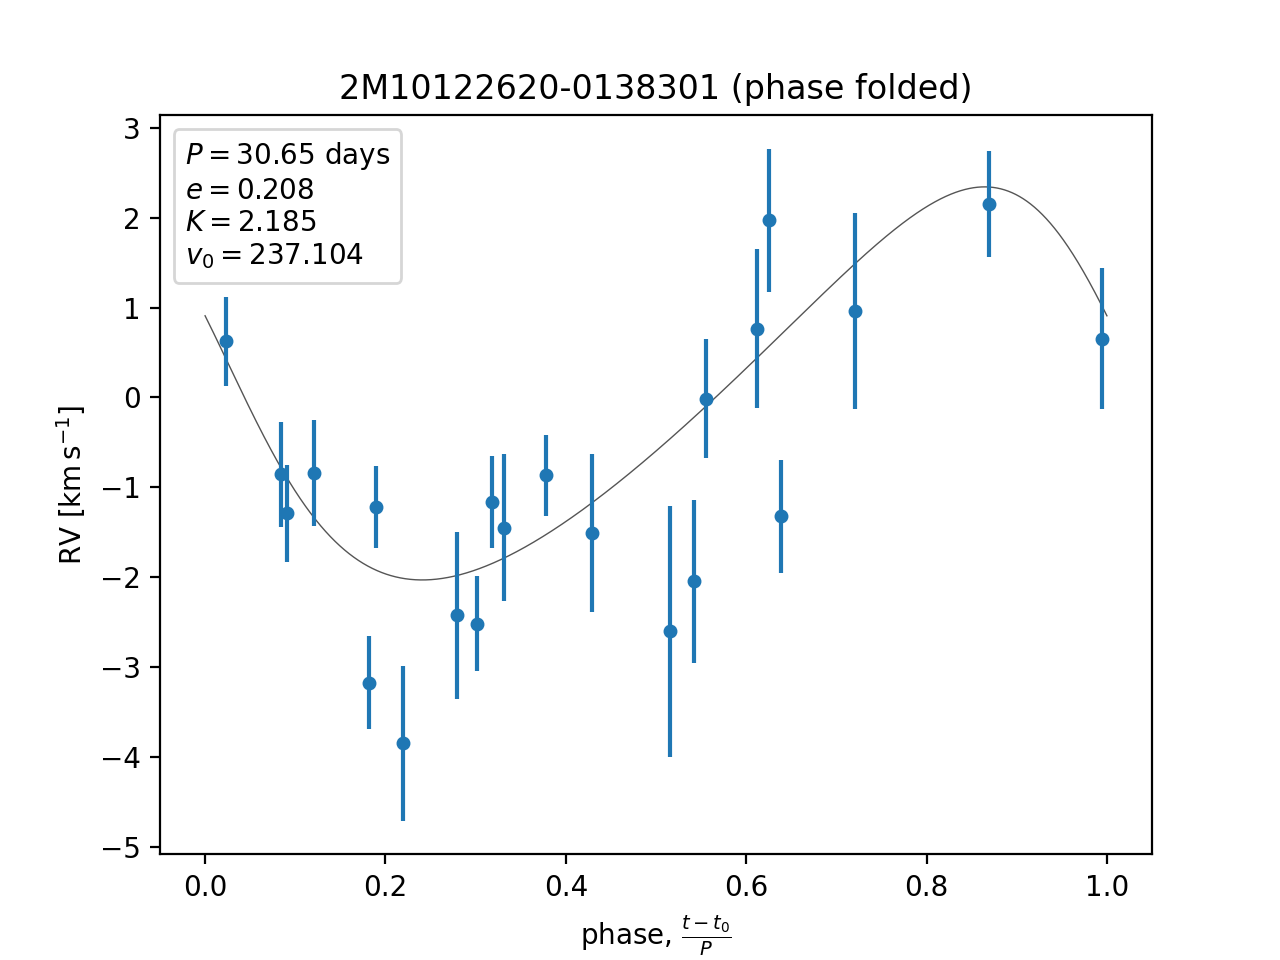 2M10122620-0138301 (phase folded)
P = 30.65 days
e = 0.208
K = 2.185
v₀ = 237.104
3
2
1
0
−1
−2
−3
−4
−5
RV [km s⁻¹]
0.0 0.2 0.4 0.6 0.8 1.0
phase, t − t₀ / P